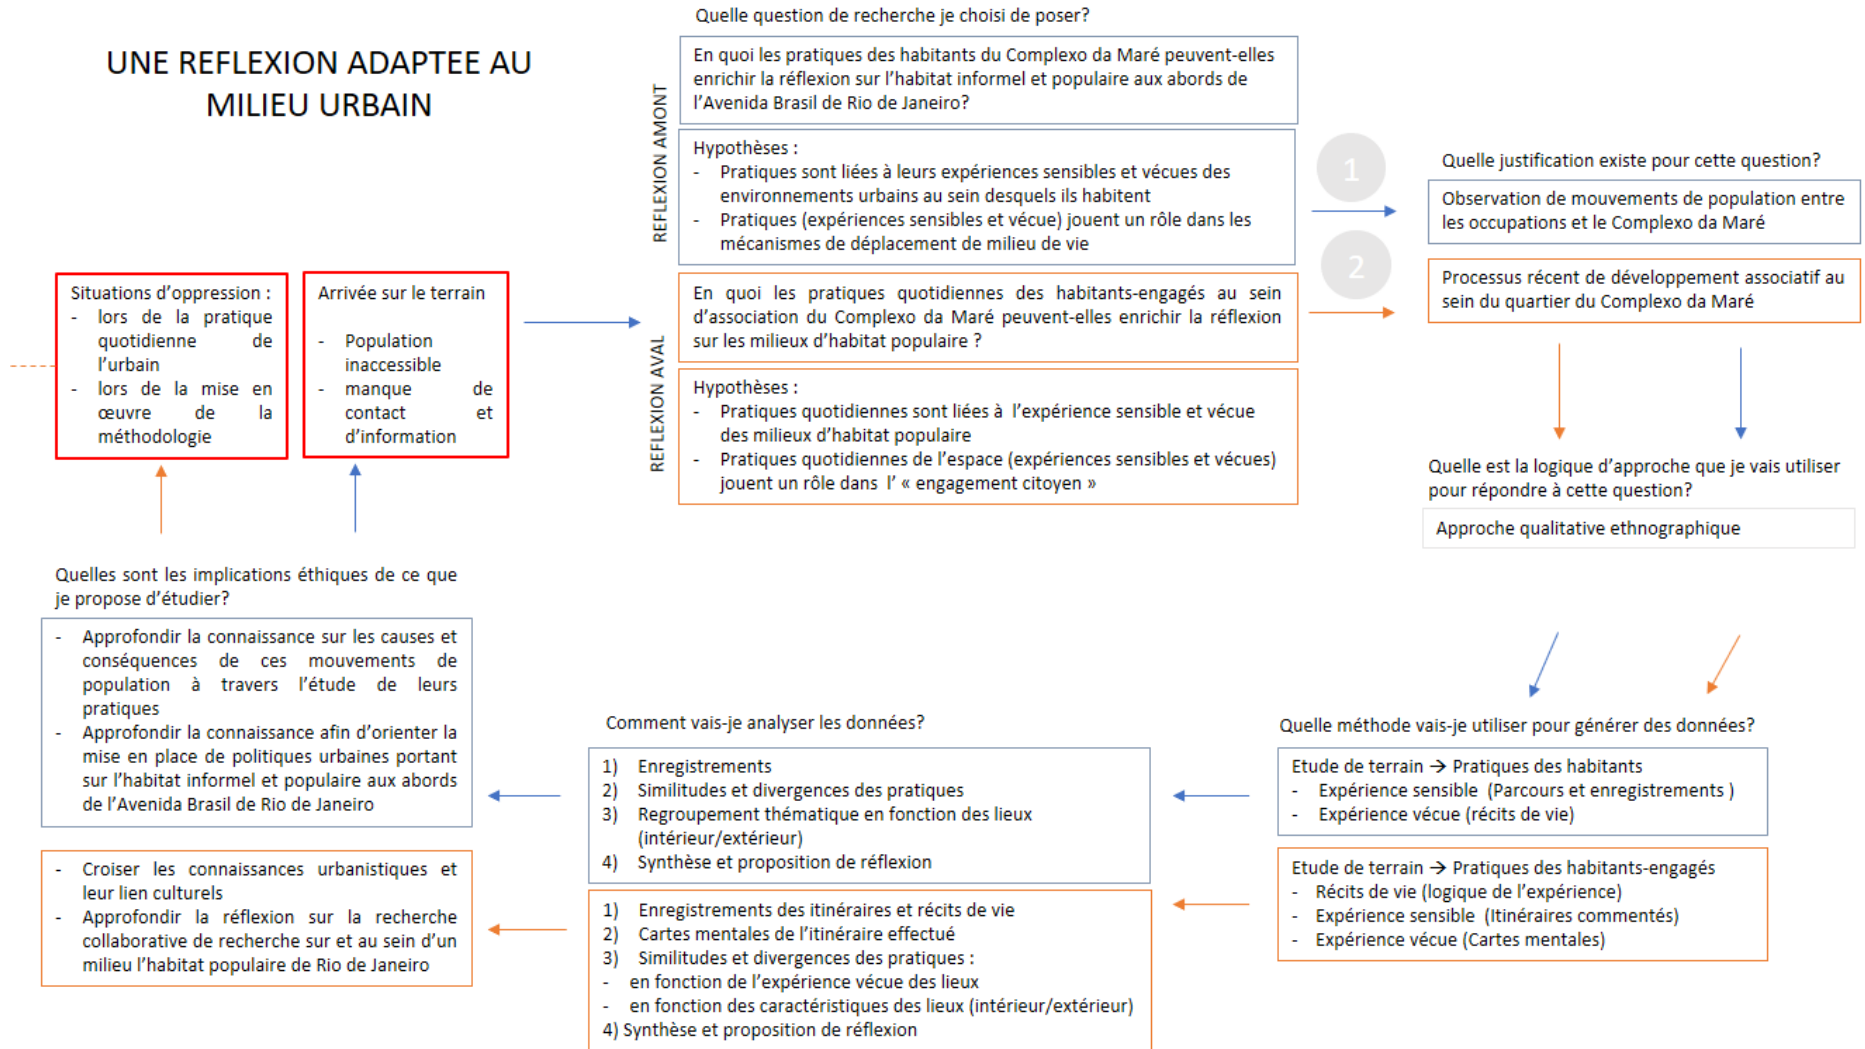 UNE REFLEXION ADAPTEE AU
MILIEU URBAIN
Quelle question de recherche je choisi de poser?
REFLEXION AMONT
En quoi les pratiques des habitants du Complexo da Maré peuvent-elles
enrichir la réflexion sur l’habitat informel et populaire aux abords de
l’Avenida Brasil de Rio de Janeiro?
Hypothèses :
- Pratiques sont liées à leurs expériences sensibles et vécues des
environnements urbains au sein desquels ils habitent
- Pratiques (expériences sensibles et vécue) jouent un rôle dans les
mécanismes de déplacement de milieu de vie
REFLEXION AVAL
En quoi les pratiques quotidiennes des habitants-engagés au sein
d’association du Complexo da Maré peuvent-elles enrichir la réflexion
sur les milieux d’habitat populaire ?
Hypothèses :
- Pratiques quotidiennes sont liées à l’expérience sensible et vécue
des milieux d’habitat populaire
- Pratiques quotidiennes de l’espace (expériences sensibles et vécues)
jouent un rôle dans l’ « engagement citoyen »
1
2
Quelle justification existe pour cette question?
Observation de mouvements de population entre
les occupations et le Complexo da Maré
Processus récent de développement associatif au
sein du quartier du Complexo da Maré
Quelle est la logique d’approche que je vais utiliser
pour répondre à cette question?
Approche qualitative ethnographique
Quelle méthode vais-je utiliser pour générer des données?
Etude de terrain → Pratiques des habitants
- Expérience sensible (Parcours et enregistrements )
- Expérience vécue (récits de vie)
Etude de terrain → Pratiques des habitants-engagés
- Récits de vie (logique de l’expérience)
- Expérience sensible (Itinéraires commentés)
- Expérience vécue (Cartes mentales)
Comment vais-je analyser les données?
1) Enregistrements
2) Similitudes et divergences des pratiques
3) Regroupement thématique en fonction des lieux
(intérieur/extérieur)
4) Synthèse et proposition de réflexion
1) Enregistrements des itinéraires et récits de vie
2) Cartes mentales de l’itinéraire effectué
3) Similitudes et divergences des pratiques :
- en fonction de l’expérience vécue des lieux
- en fonction des caractéristiques des lieux (intérieur/extérieur)
4) Synthèse et proposition de réflexion
Quelles sont les implications éthiques de ce que
je propose d’étudier?
- Approfondir la connaissance sur les causes et
conséquences de ces mouvements de
population à travers l’étude de leurs
pratiques
- Approfondir la connaissance afin d’orienter la
mise en place de politiques urbaines portant
sur l’habitat informel et populaire aux abords
de l’Avenida Brasil de Rio de Janeiro
- Croiser les connaissances urbanistiques et
leur lien culturels
- Approfondir la réflexion sur la recherche
collaborative de recherche sur et au sein d’un
milieu l’habitat populaire de Rio de Janeiro
Situations d’oppression :
- lors de la pratique
quotidienne de
l’urbain
- lors de la mise en
œuvre de la
méthodologie
Arrivée sur le terrain
- Population
inaccessible
- manque de
contact et
d’information